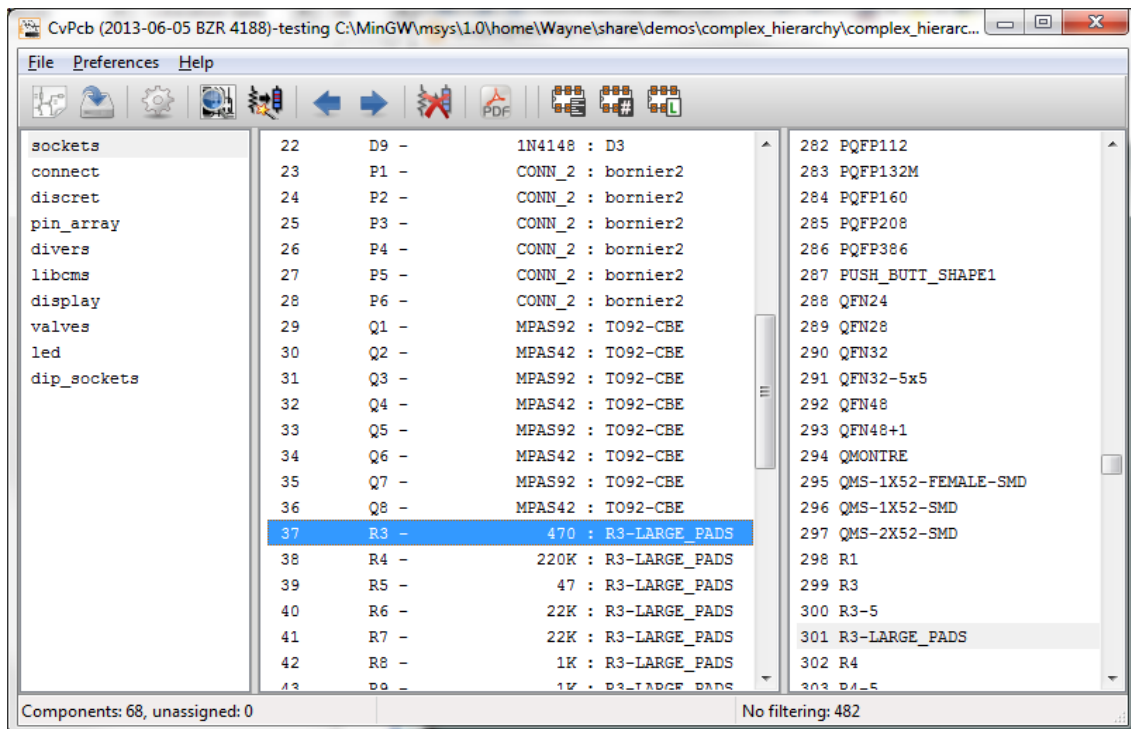 CvPcb (2013-06-05 BZR 4188)-testing C:\MinGW\msys\1.0\home\Wayne\share\demos\complex_hierarchy\complex_hierarc...
File Preferences Help
PDF
#
L
sockets
connect
discret
pin_array
divers
libcms
display
valves
led
dip_sockets
22 D9 - 1N4148 : D3
23 P1 - CONN_2 : bornier2
24 P2 - CONN_2 : bornier2
25 P3 - CONN_2 : bornier2
26 P4 - CONN_2 : bornier2
27 P5 - CONN_2 : bornier2
28 P6 - CONN_2 : bornier2
29 Q1 - MPAS92 : TO92-CBE
30 Q2 - MPAS42 : TO92-CBE
31 Q3 - MPAS92 : TO92-CBE
32 Q4 - MPAS42 : TO92-CBE
33 Q5 - MPAS92 : TO92-CBE
34 Q6 - MPAS42 : TO92-CBE
35 Q7 - MPAS92 : TO92-CBE
36 Q8 - MPAS42 : TO92-CBE
37 R3 - 470 : R3-LARGE_PADS
38 R4 - 220K : R3-LARGE_PADS
39 R5 - 47 : R3-LARGE_PADS
40 R6 - 22K : R3-LARGE_PADS
41 R7 - 22K : R3-LARGE_PADS
42 R8 - 1K : R3-LARGE_PADS
43 R9 - 1K : R3-LARGE_PADS
282 PQFP112
283 PQFP132M
284 PQFP160
285 PQFP208
286 PQFP386
287 PUSH_BUTT_SHAPE1
288 QFN24
289 QFN28
290 QFN32
291 QFN32-5x5
292 QFN48
293 QFN48+1
294 QMONTRE
295 QMS-1X52-FEMALE-SMD
296 QMS-1X52-SMD
297 QMS-2X52-SMD
298 R1
299 R3
300 R3-5
301 R3-LARGE_PADS
302 R4
303 R4-5
Components: 68, unassigned: 0
No filtering: 482